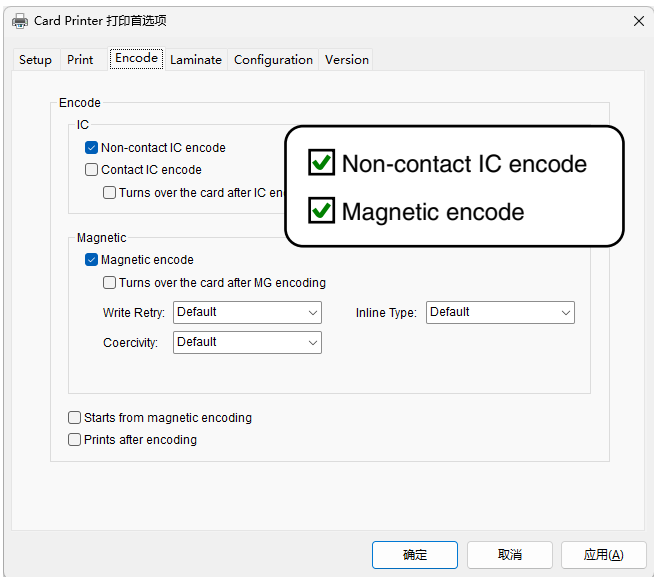 Card Printer 打印首选项
Setup Print Encode Laminate Configuration Version
Encode
IC
Non-contact IC encode
Contact IC encode
Turns over the card after IC en
Non-contact IC encode
Magnetic encode
Magnetic
Magnetic encode
Turns over the card after MG encoding
Write Retry: Default Inline Type: Default
Coercivity: Default
Starts from magnetic encoding
Prints after encoding
确定 取消 应用(A)